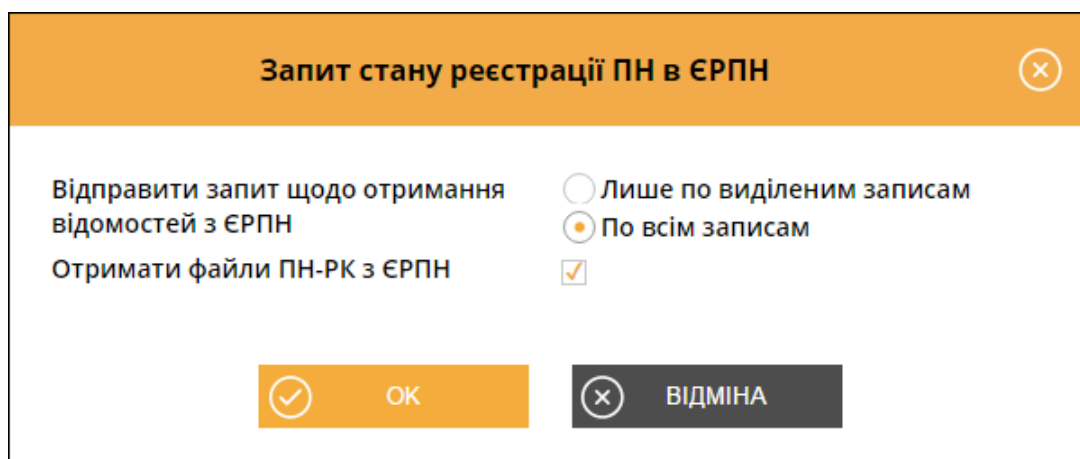 Запит стану реєстрації ПН в ЄРПН
Відправити запит щодо отримання
відомостей з ЄРПН
Лише по виділеним записам
По всім записам
Отримати файли ПН-РК з ЄРПН
ОК
ВІДМІНА